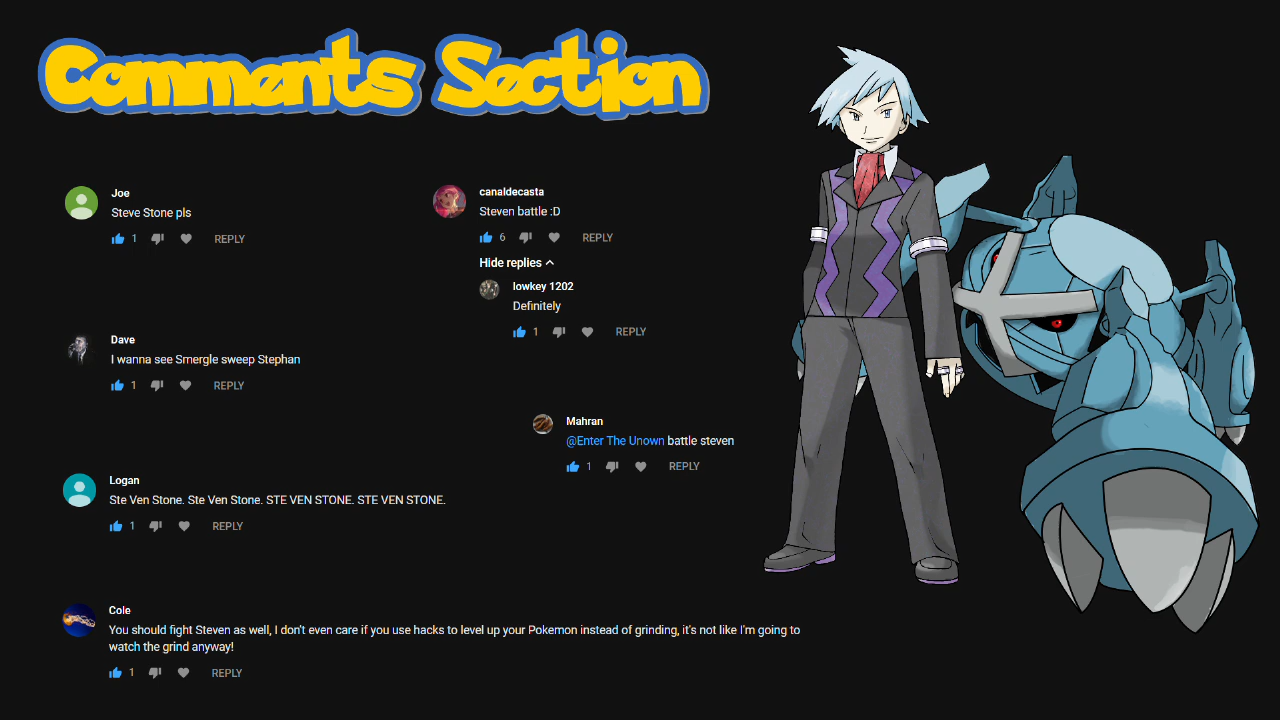 Comments Section
Joe
Steve Stone pls
1 REPLY
canaldecasta
Steven battle :D
6 REPLY
Hide replies
lowkey 1202
Definitely
1 REPLY
Dave
I wanna see Smergle sweep Stephan
1 REPLY
Mahran
@Enter The Unown battle steven
1 REPLY
Logan
Ste Ven Stone. Ste Ven Stone. STE VEN STONE. STE VEN STONE.
1 REPLY
Cole
You should fight Steven as well, I don't even care if you use hacks to level up your Pokemon instead of grinding, it's not like I'm going to
watch the grind anyway!
1 REPLY